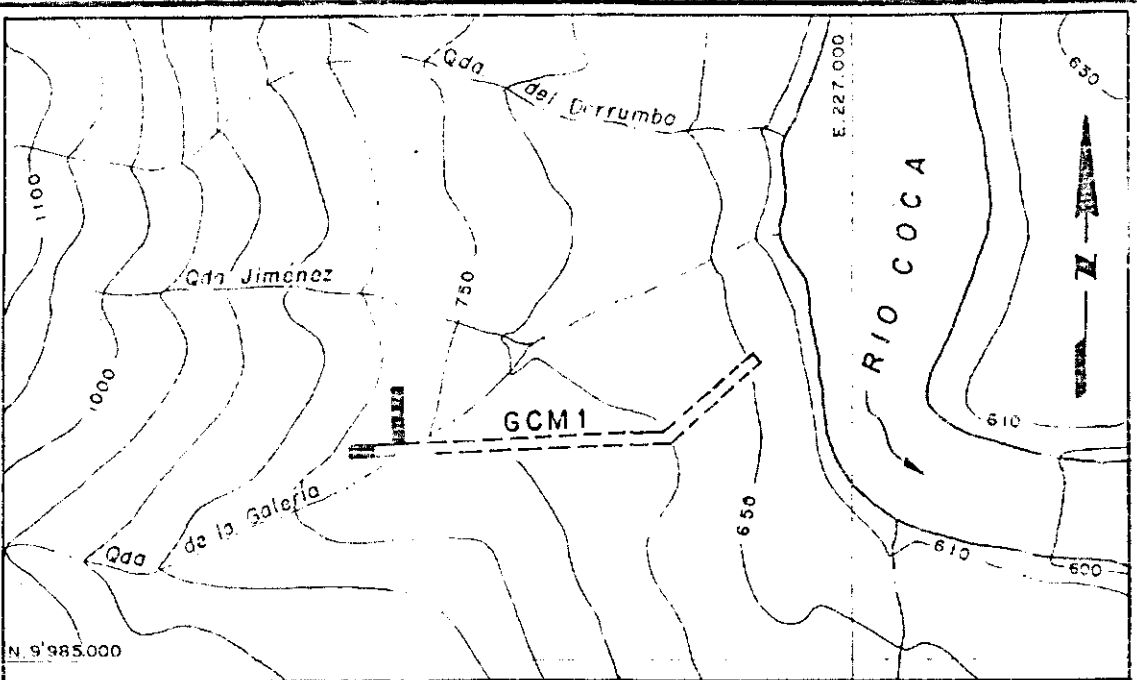 Qda
del Derrumbo
E. 227.000
630
1100
RIO COCA
N
Qda Jiménez
750
1000
610
GCM1
de la Galería
650
Qda
610
600
N. 9'985.000